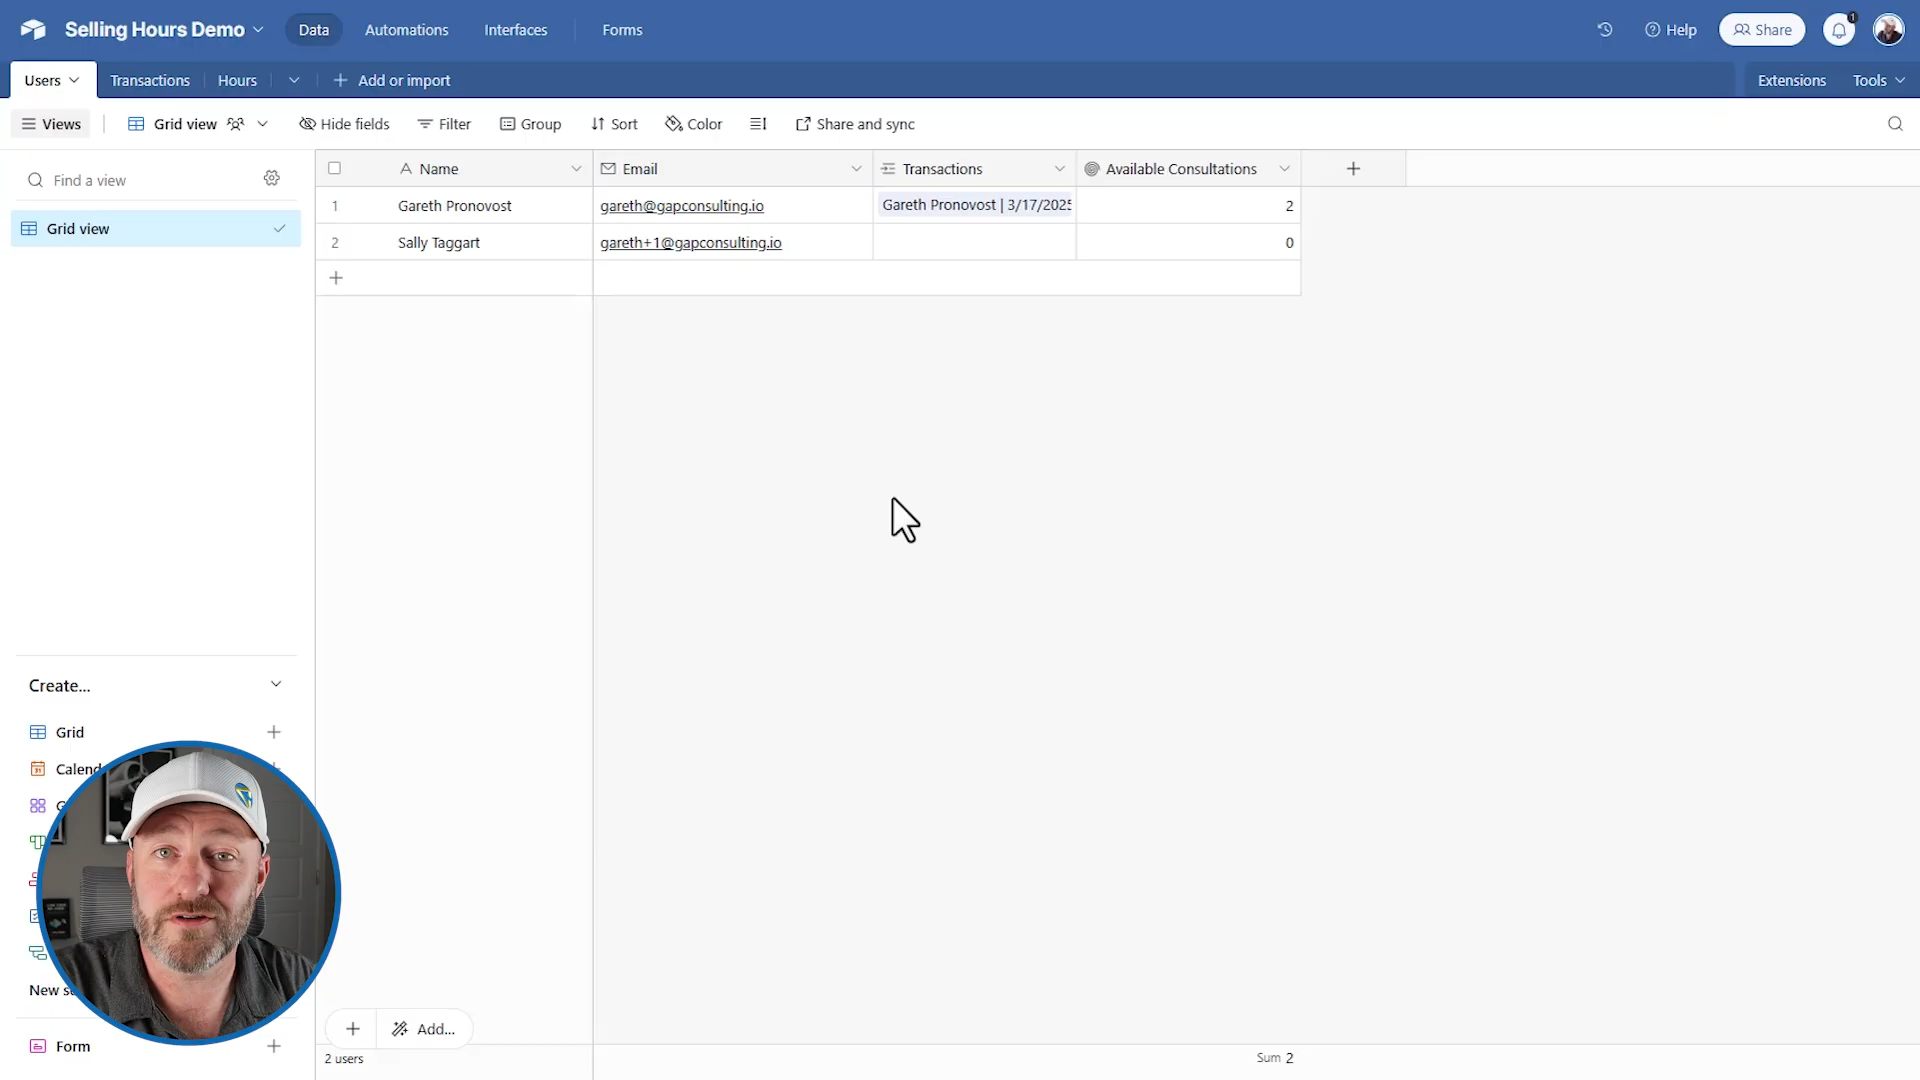 Selling Hours Demo
Data
Automations
Interfaces
Forms
Help
Share
1
Users
Transactions
Hours
Add or import
Extensions
Tools
Views
Grid view
Hide fields
Filter
Group
Sort
Color
Share and sync
Find a view
Grid view
Name
Email
Transactions
Available Consultations
1
Gareth Pronovost
gareth@gapconsulting.io
Gareth Pronovost | 3/17/2025
2
2
Sally Taggart
gareth+1@gapconsulting.io
0
Create...
Grid
Calend
G
New s
Form
Add...
2 users
Sum 2